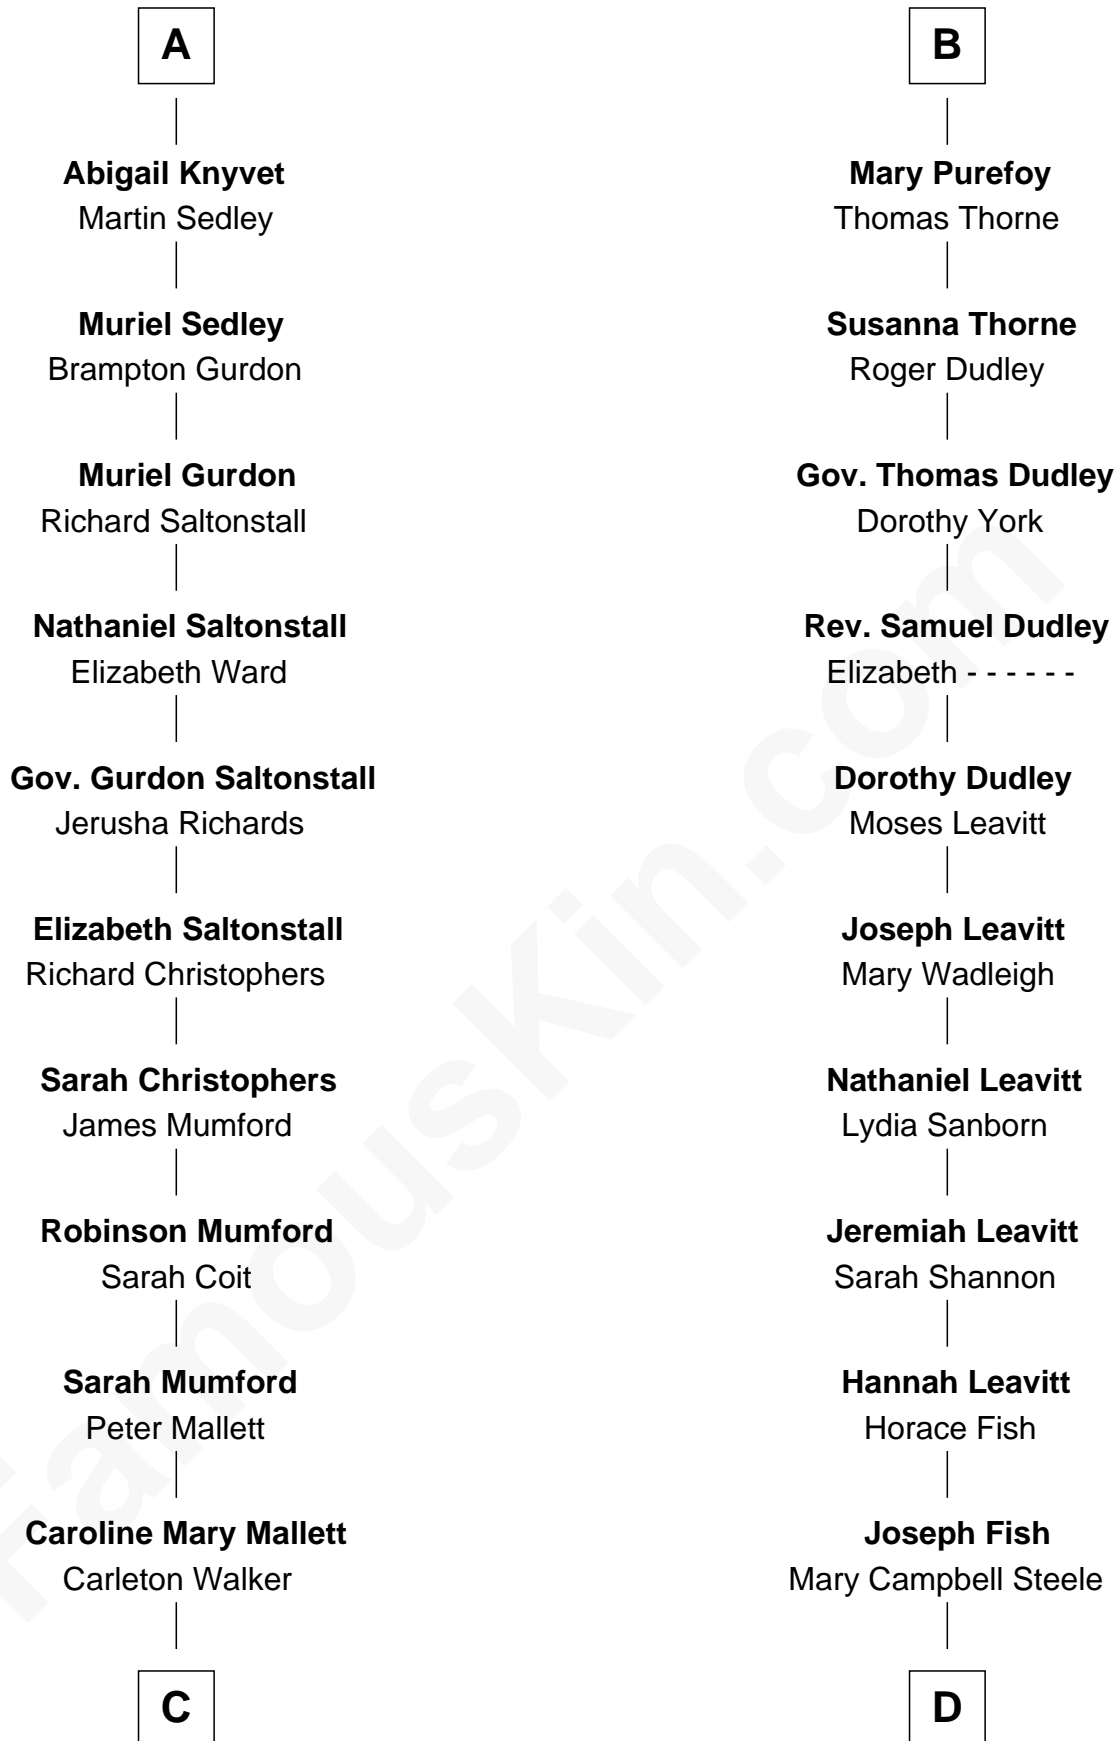 A
Abigail Knyvet
Martin Sedley
Muriel Sedley
Brampton Gurdon
Muriel Gurdon
Richard Saltonstall
Nathaniel Saltonstall
Elizabeth Ward
Gov. Gurdon Saltonstall
Jerusha Richards
Elizabeth Saltonstall
Richard Christophers
Sarah Christophers
James Mumford
Robinson Mumford
Sarah Coit
Sarah Mumford
Peter Mallett
Caroline Mary Mallett
Carleton Walker
C
B
Mary Purefoy
Thomas Thorne
Susanna Thorne
Roger Dudley
Gov. Thomas Dudley
Dorothy York
Rev. Samuel Dudley
Elizabeth - - - - - -
Dorothy Dudley
Moses Leavitt
Joseph Leavitt
Mary Wadleigh
Nathaniel Leavitt
Lydia Sanborn
Jeremiah Leavitt
Sarah Shannon
Hannah Leavitt
Horace Fish
Joseph Fish
Mary Campbell Steele
D
FamousKin.com